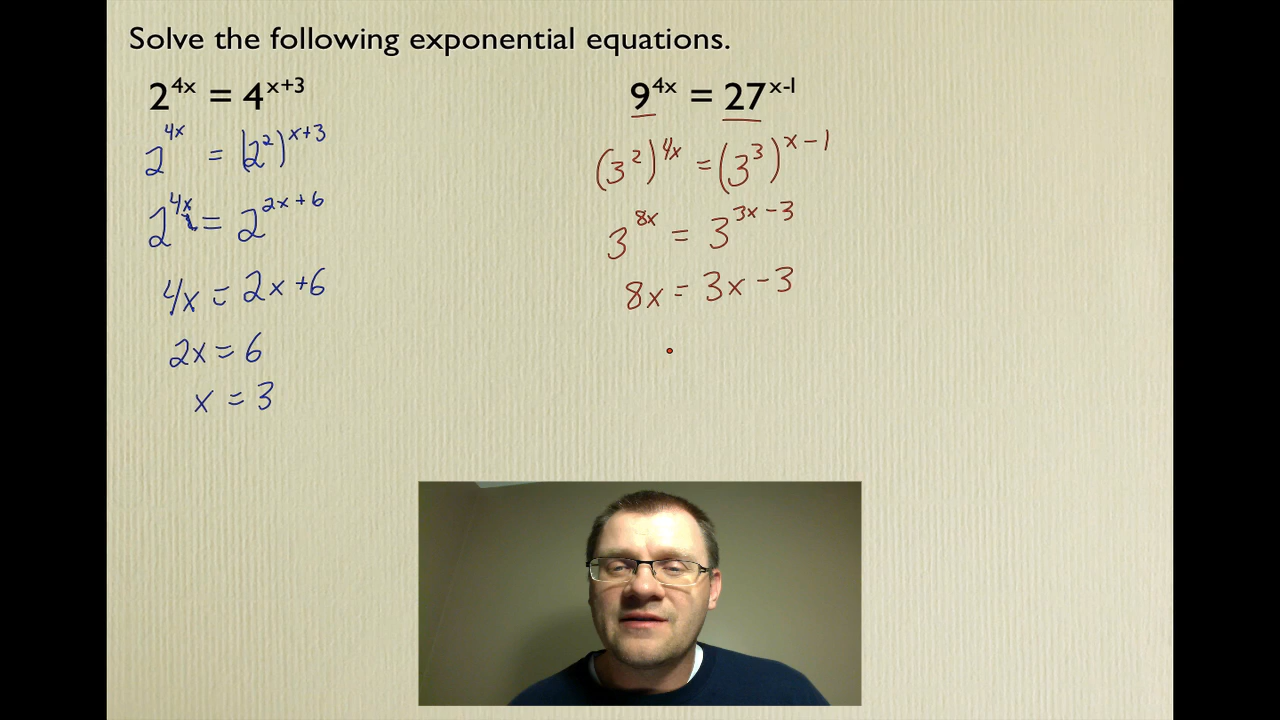 Solve the following exponential equations.
2^{4x} = 4^{x+3}
2^{4x} = (2^2)^{x+3}
2^{4x} = 2^{2x+6}
4x = 2x+6
2x = 6
x = 3
9^{4x} = 27^{x-1}
(3^2)^{4x} = (3^3)^{x-1}
3^{8x} = 3^{3x-3}
8x = 3x-3